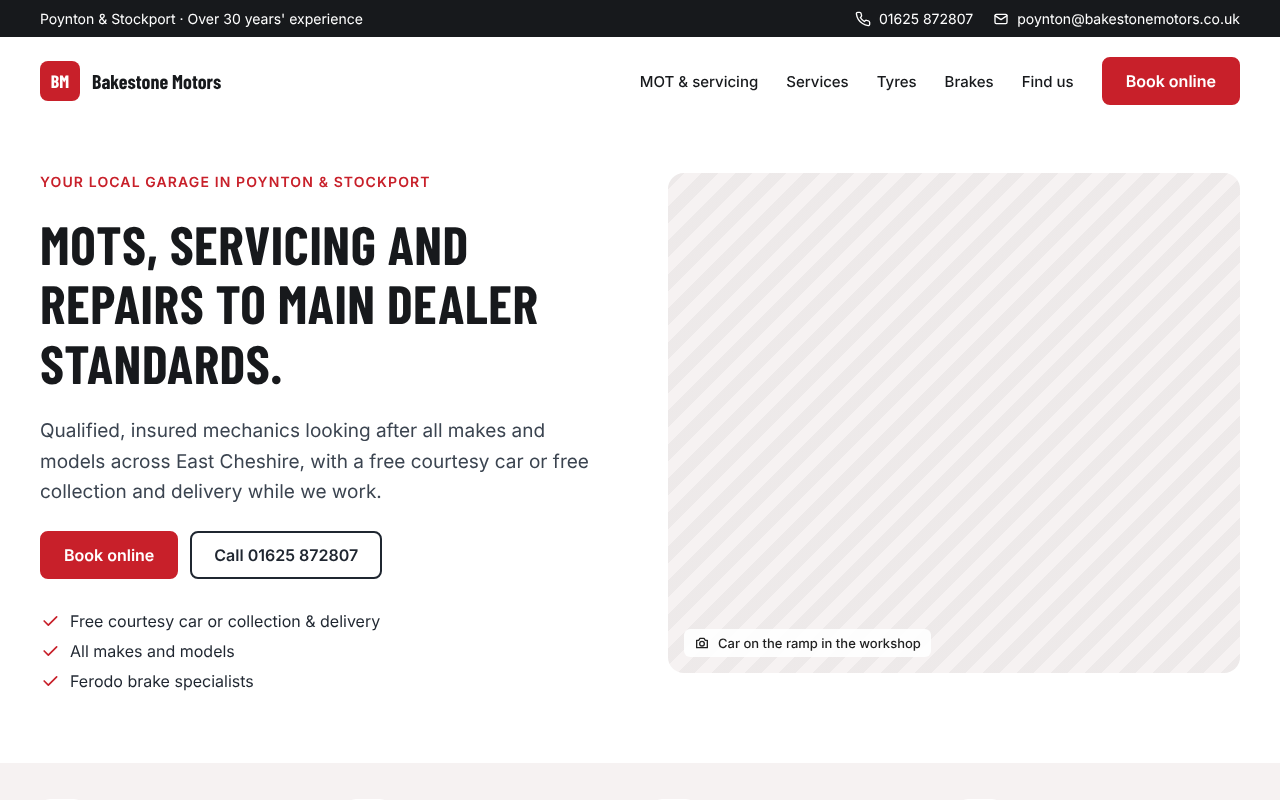 Poynton & Stockport · Over 30 years' experience
01625 872807
poynton@bakestonemotors.co.uk
BM
Bakestone Motors
MOT & servicing
Services
Tyres
Brakes
Find us
Book online
YOUR LOCAL GARAGE IN POYNTON & STOCKPORT
MOTS, SERVICING AND
REPAIRS TO MAIN DEALER
STANDARDS.
Qualified, insured mechanics looking after all makes and
models across East Cheshire, with a free courtesy car or free
collection and delivery while we work.
Book online
Call 01625 872807
Free courtesy car or collection & delivery
All makes and models
Ferodo brake specialists
Car on the ramp in the workshop